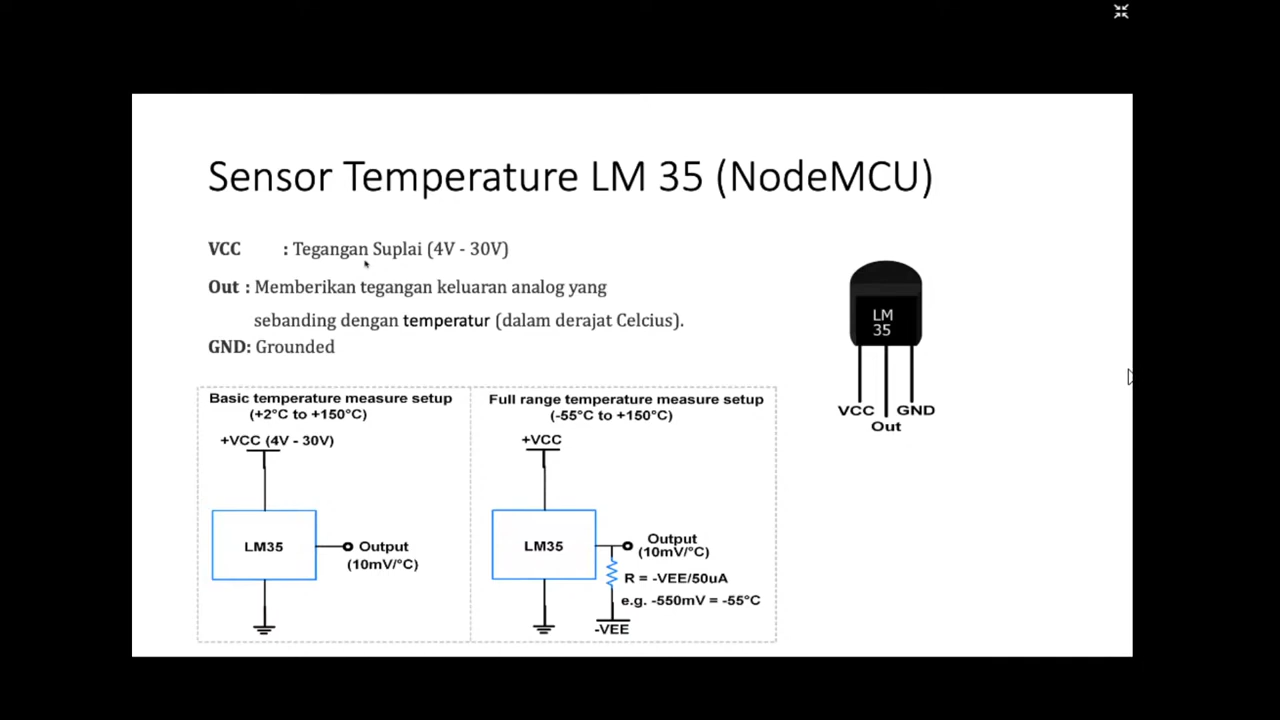 Sensor Temperature LM 35 (NodeMCU)
VCC : Tegangan Suplai (4V - 30V)
Out : Memberikan tegangan keluaran analog yang
sebanding dengan temperatur (dalam derajat Celcius).
GND: Grounded
LM
35
VCC GND
Out
Basic temperature measure setup
(+2°C to +150°C)
+VCC (4V - 30V)
LM35
Output
(10mV/°C)
Full range temperature measure setup
(-55°C to +150°C)
+VCC
LM35
Output
(10mV/°C)
R = -VEE/50uA
e.g. -550mV = -55°C
-VEE